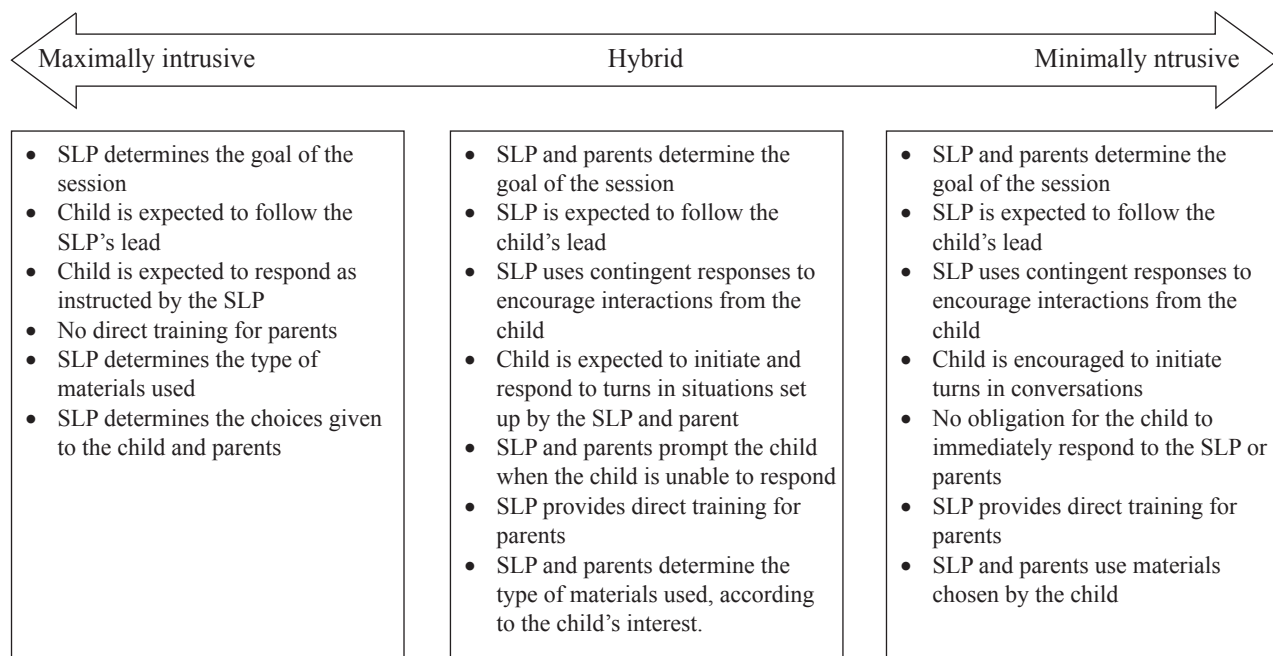 Maximally intrusive
Hybrid
Minimally ntrusive
• SLP determines the goal of the
session
• Child is expected to follow the
SLP’s lead
• Child is expected to respond as
instructed by the SLP
• No direct training for parents
• SLP determines the type of
materials used
• SLP determines the choices given
to the child and parents
• SLP and parents determine the
goal of the session
• SLP is expected to follow the
child’s lead
• SLP uses contingent responses to
encourage interactions from the
child
• Child is expected to initiate and
respond to turns in situations set
up by the SLP and parent
• SLP and parents prompt the child
when the child is unable to respond
• SLP provides direct training for
parents
• SLP and parents determine the
type of materials used, according
to the child’s interest.
• SLP and parents determine the
goal of the session
• SLP is expected to follow the
child’s lead
• SLP uses contingent responses to
encourage interactions from the
child
• Child is encouraged to initiate
turns in conversations
• No obligation for the child to
immediately respond to the SLP or
parents
• SLP provides direct training for
parents
• SLP and parents use materials
chosen by the child